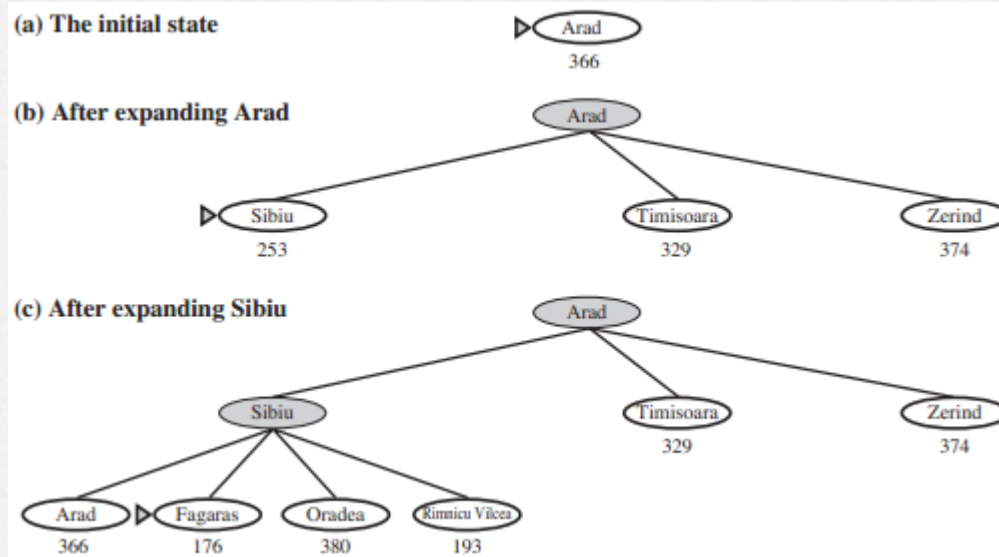 (a) The initial state
Arad
366
(b) After expanding Arad
Arad
Sibiu
Timisoara
Zerind
253
329
374
(c) After expanding Sibiu
Arad
Sibiu
Timisoara
Zerind
329
374
Arad
Fagaras
Oradea
Rimnicu Vilcea
366
176
380
193